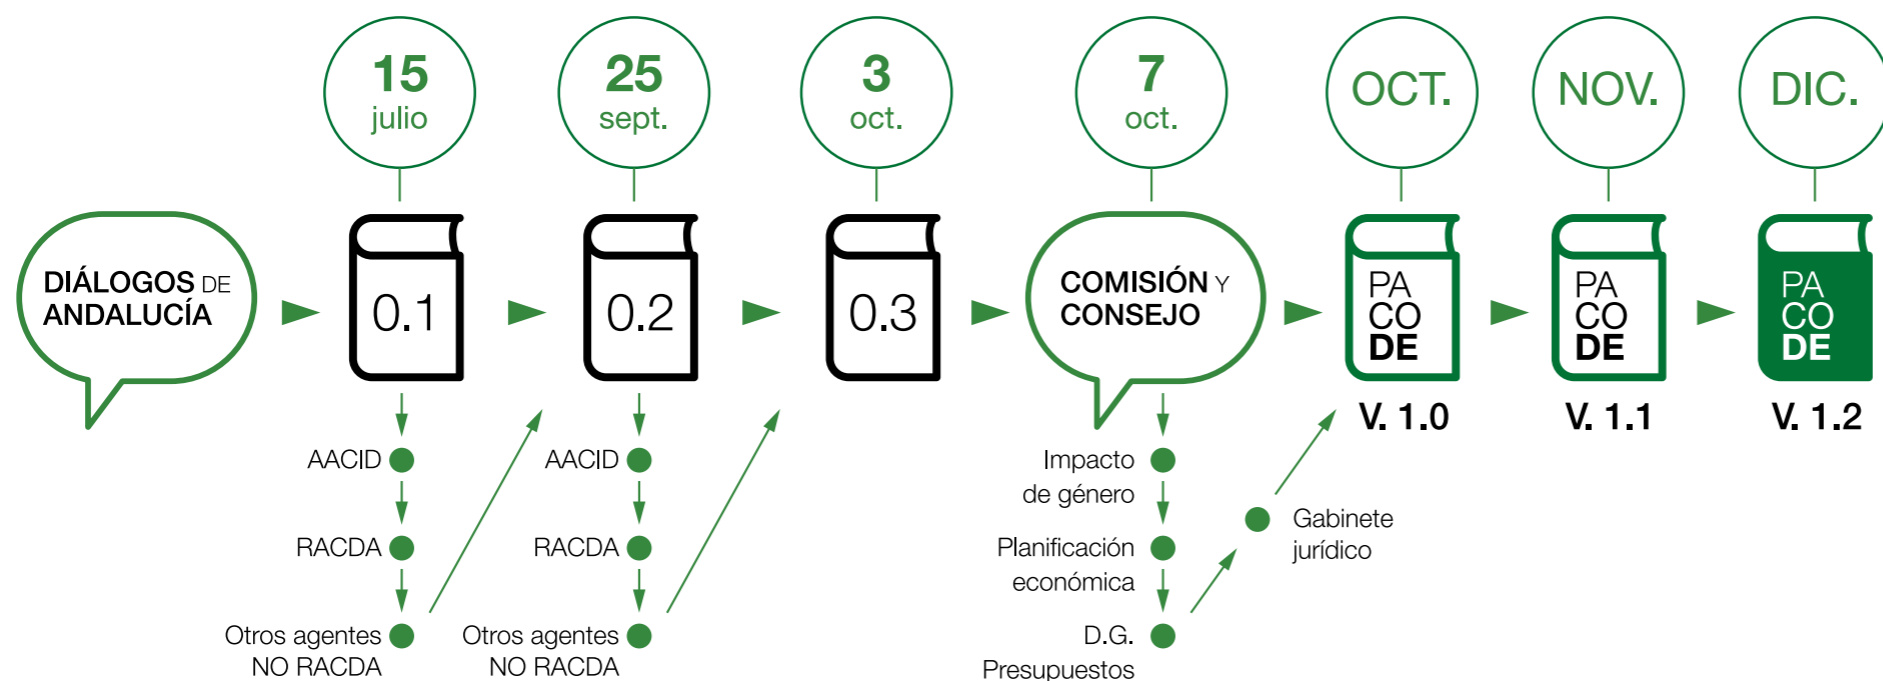 15
julio
25
sept.
3
oct.
7
oct.
OCT.
NOV.
DIC.
DIÁLOGOS DE
ANDALUCÍA
0.1
0.2
0.3
COMISIÓN Y
CONSEJO
PA
CO
DE
V. 1.0
PA
CO
DE
V. 1.1
PA
CO
DE
V. 1.2
AACID
RACDA
Otros agentes
NO RACDA
AACID
RACDA
Otros agentes
NO RACDA
Impacto
de género
Planificación
económica
D.G.
Presupuestos
Gabinete
jurídico